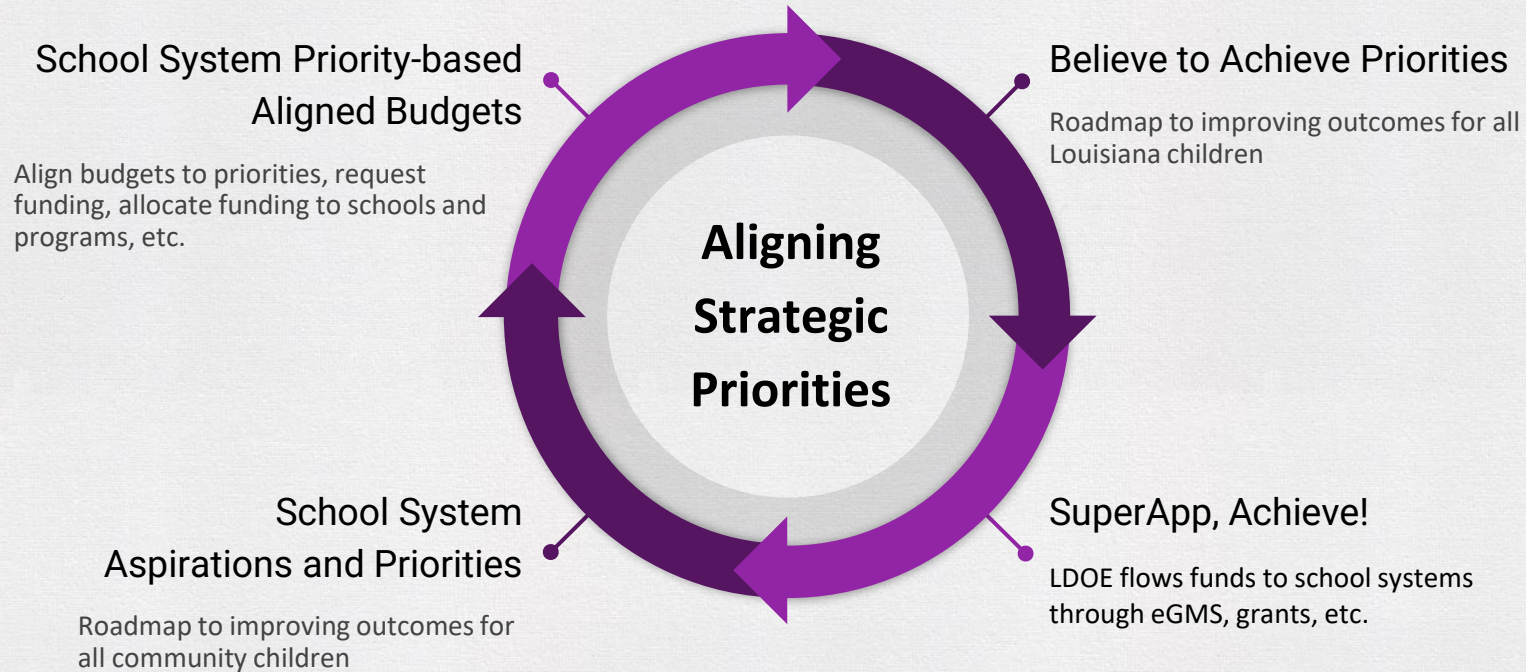 School System Priority-based
Aligned Budgets
Align budgets to priorities, request
funding, allocate funding to schools and
programs, etc.
Believe to Achieve Priorities
Roadmap to improving outcomes for all
Louisiana children
Aligning
Strategic
Priorities
School System
Aspirations and Priorities
Roadmap to improving outcomes for
all community children
SuperApp, Achieve!
LDOE flows funds to school systems
through eGMS, grants, etc.